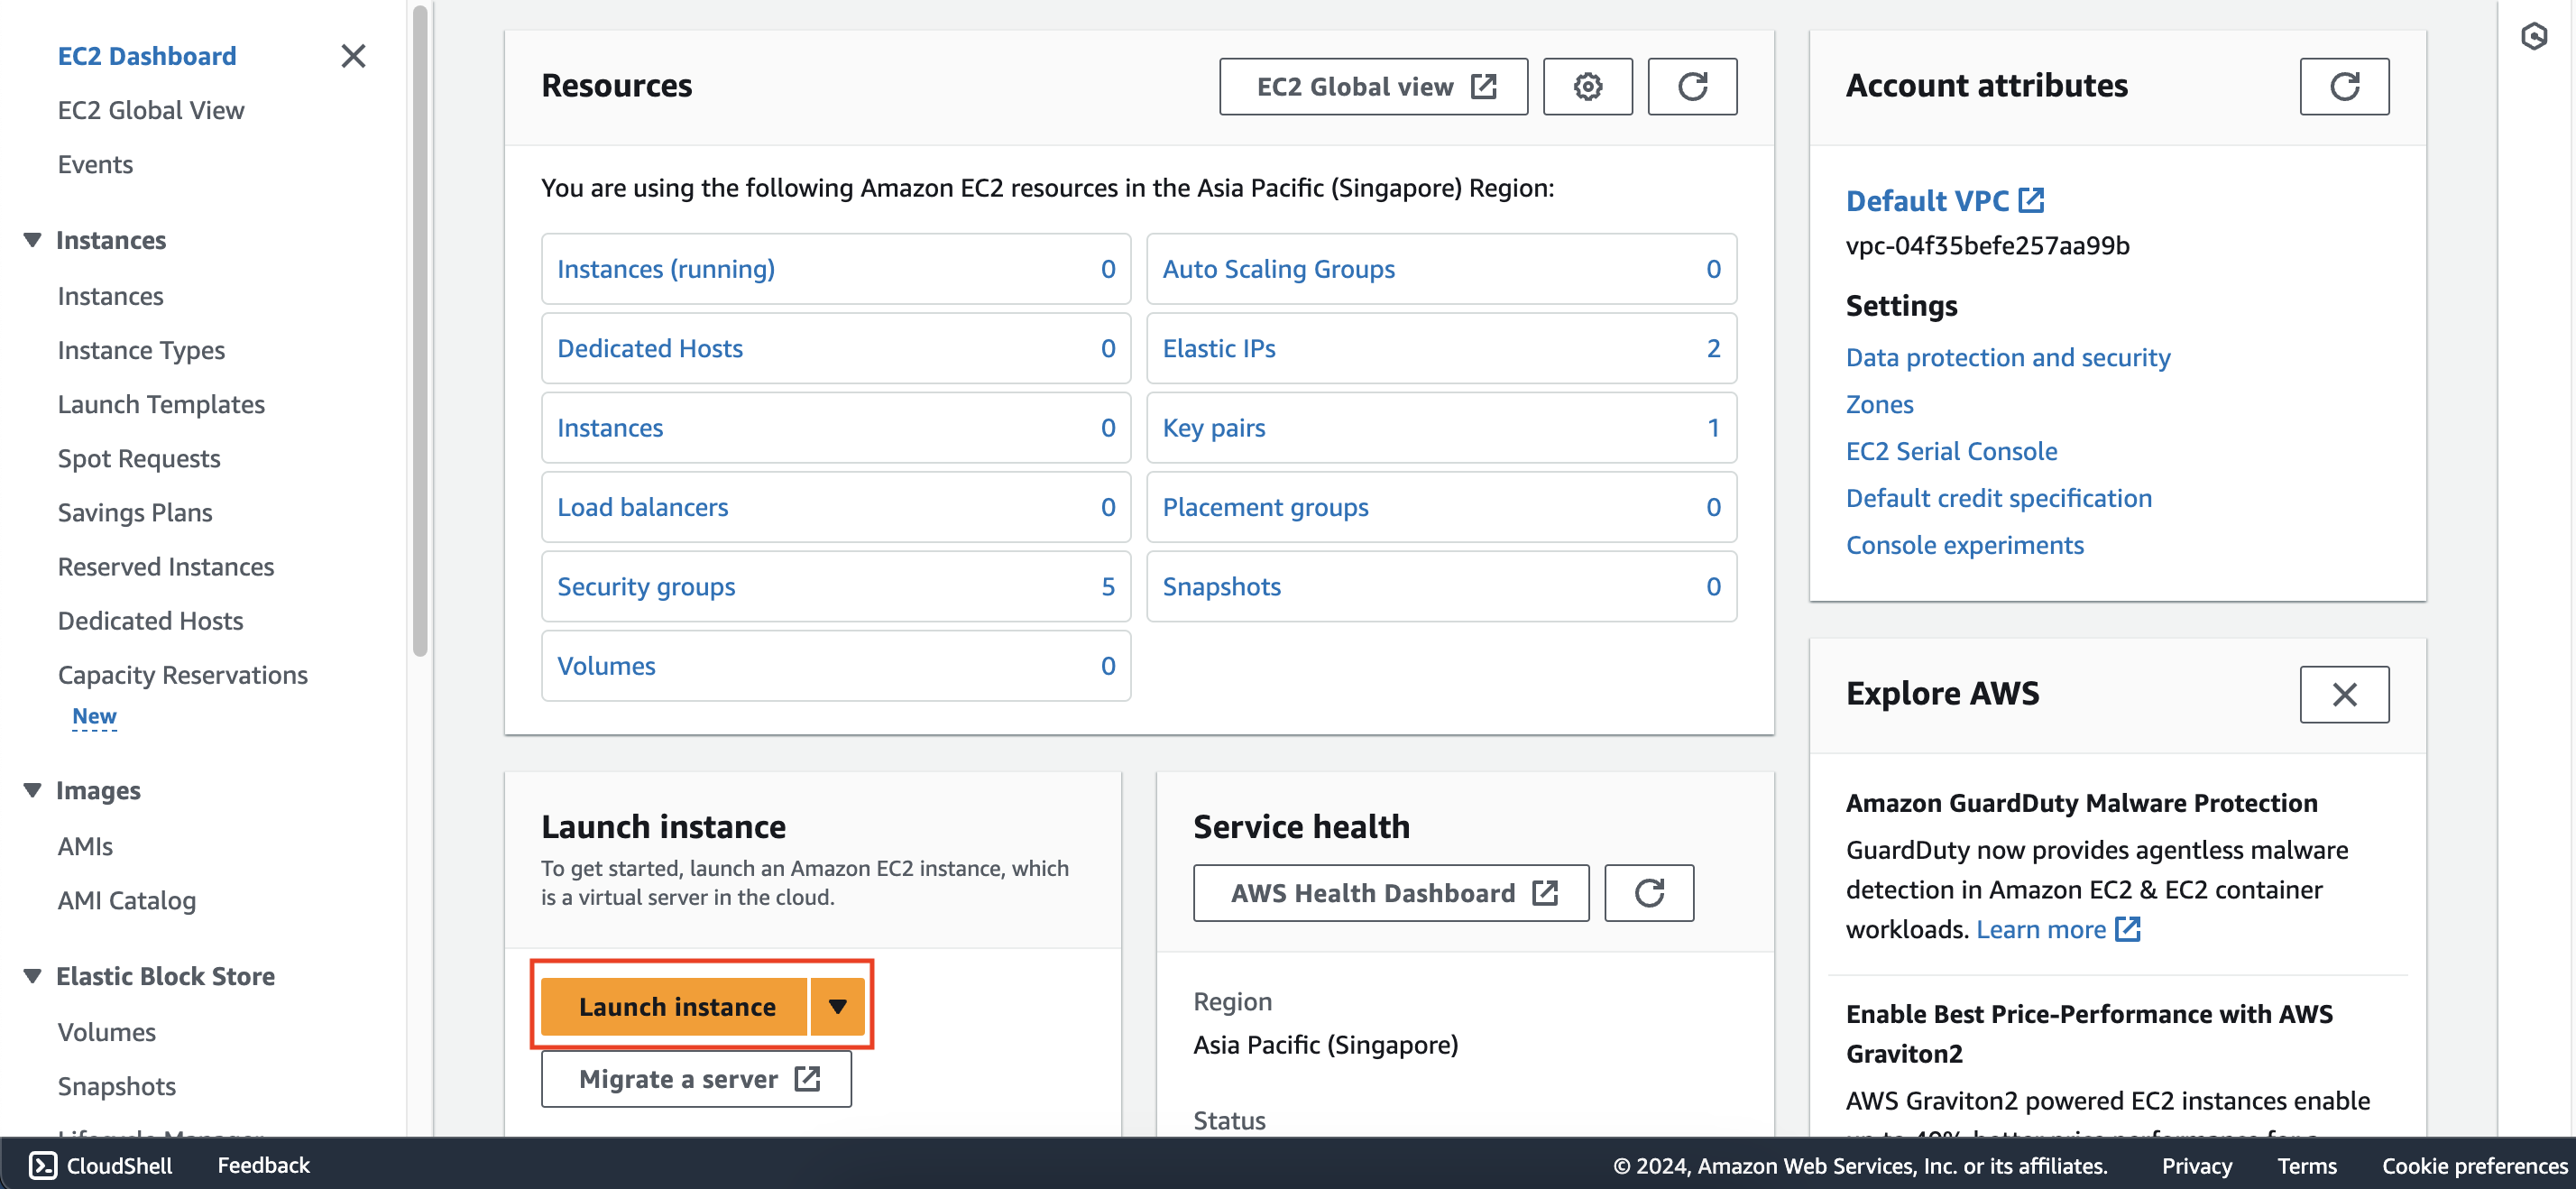 EC2 Dashboard
EC2 Global View
Events
Instances
Instances
Instance Types
Launch Templates
Spot Requests
Savings Plans
Reserved Instances
Dedicated Hosts
Capacity Reservations
New
Images
AMIs
AMI Catalog
Elastic Block Store
Volumes
Snapshots
Lifecycle Manager
Resources
EC2 Global view
You are using the following Amazon EC2 resources in the Asia Pacific (Singapore) Region:
Instances (running) 0
Auto Scaling Groups 0
Dedicated Hosts 0
Elastic IPs 2
Instances 0
Key pairs 1
Load balancers 0
Placement groups 0
Security groups 5
Snapshots 0
Volumes 0
Launch instance
To get started, launch an Amazon EC2 instance, which
is a virtual server in the cloud.
Launch instance
Migrate a server
Service health
AWS Health Dashboard
Region
Asia Pacific (Singapore)
Status
Account attributes
Default VPC
vpc-04f35befe257aa99b
Settings
Data protection and security
Zones
EC2 Serial Console
Default credit specification
Console experiments
Explore AWS
Amazon GuardDuty Malware Protection
GuardDuty now provides agentless malware
detection in Amazon EC2 & EC2 container
workloads. Learn more
Enable Best Price-Performance with AWS
Graviton2
AWS Graviton2 powered EC2 instances enable
up to 40% better price performance for a
CloudShell
Feedback
© 2024, Amazon Web Services, Inc. or its affiliates.
Privacy
Terms
Cookie preferences